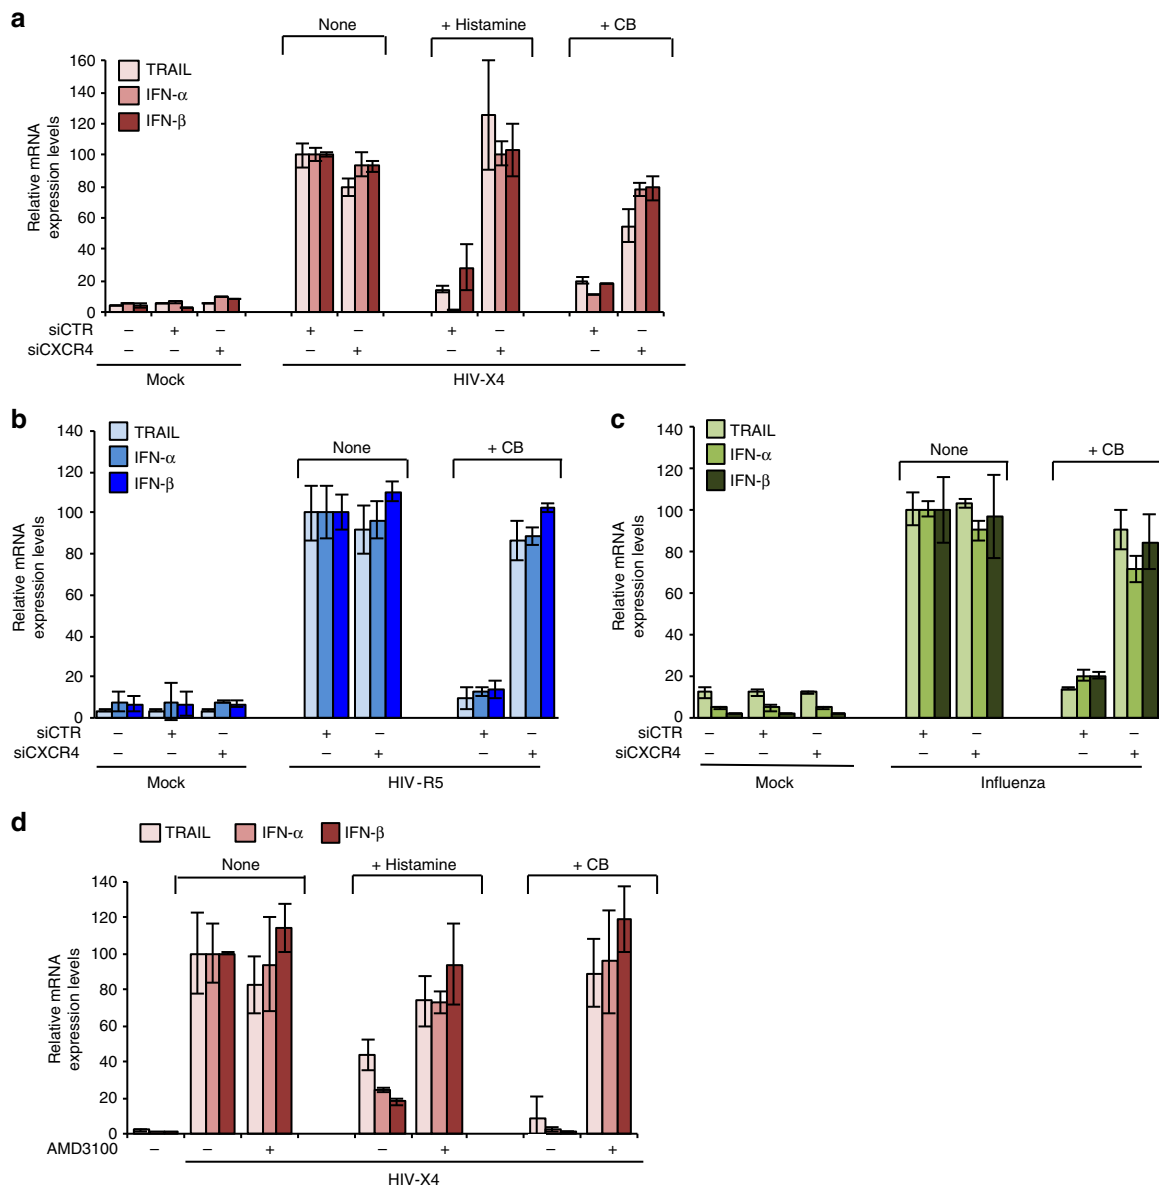 a
None
+ Histamine
+ CB
TRAIL
IFN-α
IFN-β
Relative mRNA
expression levels
160
140
120
100
80
60
40
20
0
siCTR – + – + – + – + –
siCXCR4 – – + – + – + – +
Mock
HIV-X4
b
None
+ CB
TRAIL
IFN-α
IFN-β
Relative mRNA
expression levels
140
120
100
80
60
40
20
0
siCTR – + – + – + –
siCXCR4 – – + – + – +
Mock
HIV-R5
c
None
+ CB
TRAIL
IFN-α
IFN-β
Relative mRNA
expression levels
140
120
100
80
60
40
20
0
siCTR – + – + – + –
siCXCR4 – – + – + – +
Mock
Influenza
d
TRAIL IFN-α IFN-β
None
+ Histamine
+ CB
Relative mRNA
expression levels
140
120
100
80
60
40
20
0
AMD3100 – – + – + – +
HIV-X4